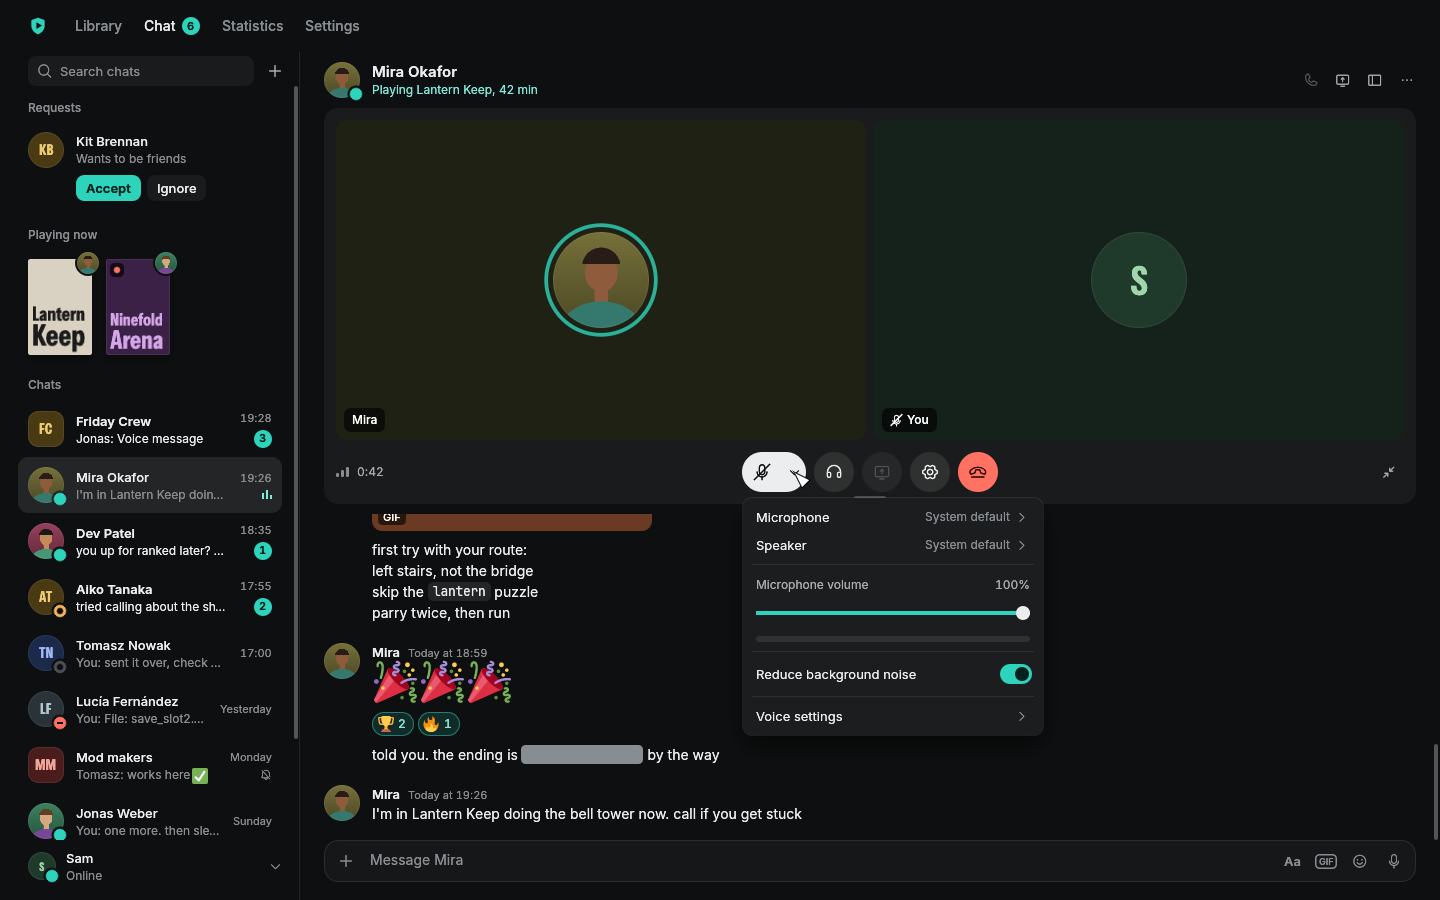 Library
Chat 6
Statistics
Settings
Search chats
Requests
KB
Kit Brennan
Wants to be friends
Accept
Ignore
Playing now
Lantern
Keep
Ninefold
Arena
Chats
FC
Friday Crew
19:28
Jonas: Voice message
3
Mira Okafor
19:26
I'm in Lantern Keep doin...
Dev Patel
18:35
you up for ranked later? ...
1
AT
Aiko Tanaka
17:55
tried calling about the sh...
2
TN
Tomasz Nowak
You: sent it over, check ...
17:00
LF
Lucía Fernández
You: File: save_slot2....
Yesterday
MM
Mod makers
Monday
Tomasz: works here
Jonas Weber
You: one more. then sle...
Sunday
S
Sam
Online
Mira Okafor
Playing Lantern Keep, 42 min
Mira
S
You
0:42
GIF
first try with your route:
left stairs, not the bridge
skip the lantern puzzle
parry twice, then run
Mira Today at 18:59
2
1
told you. the ending is by the way
Mira Today at 19:26
I'm in Lantern Keep doing the bell tower now. call if you get stuck
Microphone
System default
Speaker
System default
Microphone volume
100%
Reduce background noise
Voice settings
Message Mira
Aa
GIF